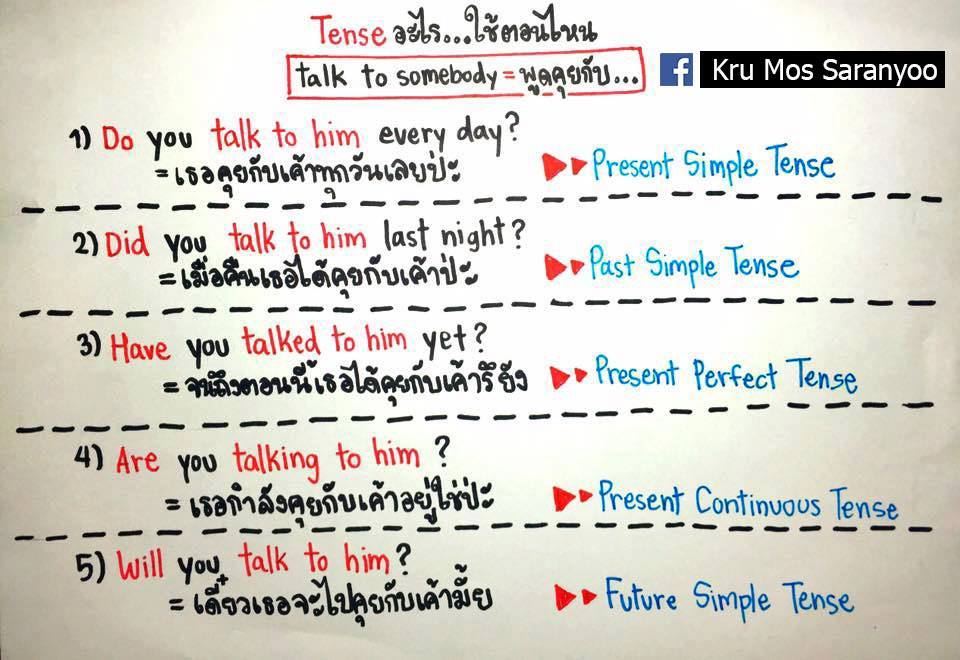 Tense อะไร...ใช้ตอนไหน
talk to somebody = พูดคุยกับ...
Kru Mos Saranyoo
1) Do you talk to him every day?
= เธอคุยกับเค้าทุกวันเลยป่ะ
Present Simple Tense
2) Did you talk to him last night?
= เมื่อคืนเธอได้คุยกับเค้าป่ะ
Past Simple Tense
3) Have you talked to him yet?
= จนถึงตอนนี้เธอได้คุยกับเค้ารึยัง
Present Perfect Tense
4) Are you talking to him?
= เธอกำลังคุยกับเค้าอยู่ใช่ป่ะ
Present Continuous Tense
5) Will you talk to him?
= เดี๋ยวเธอจะไปคุยกับเค้ามั้ย
Future Simple Tense